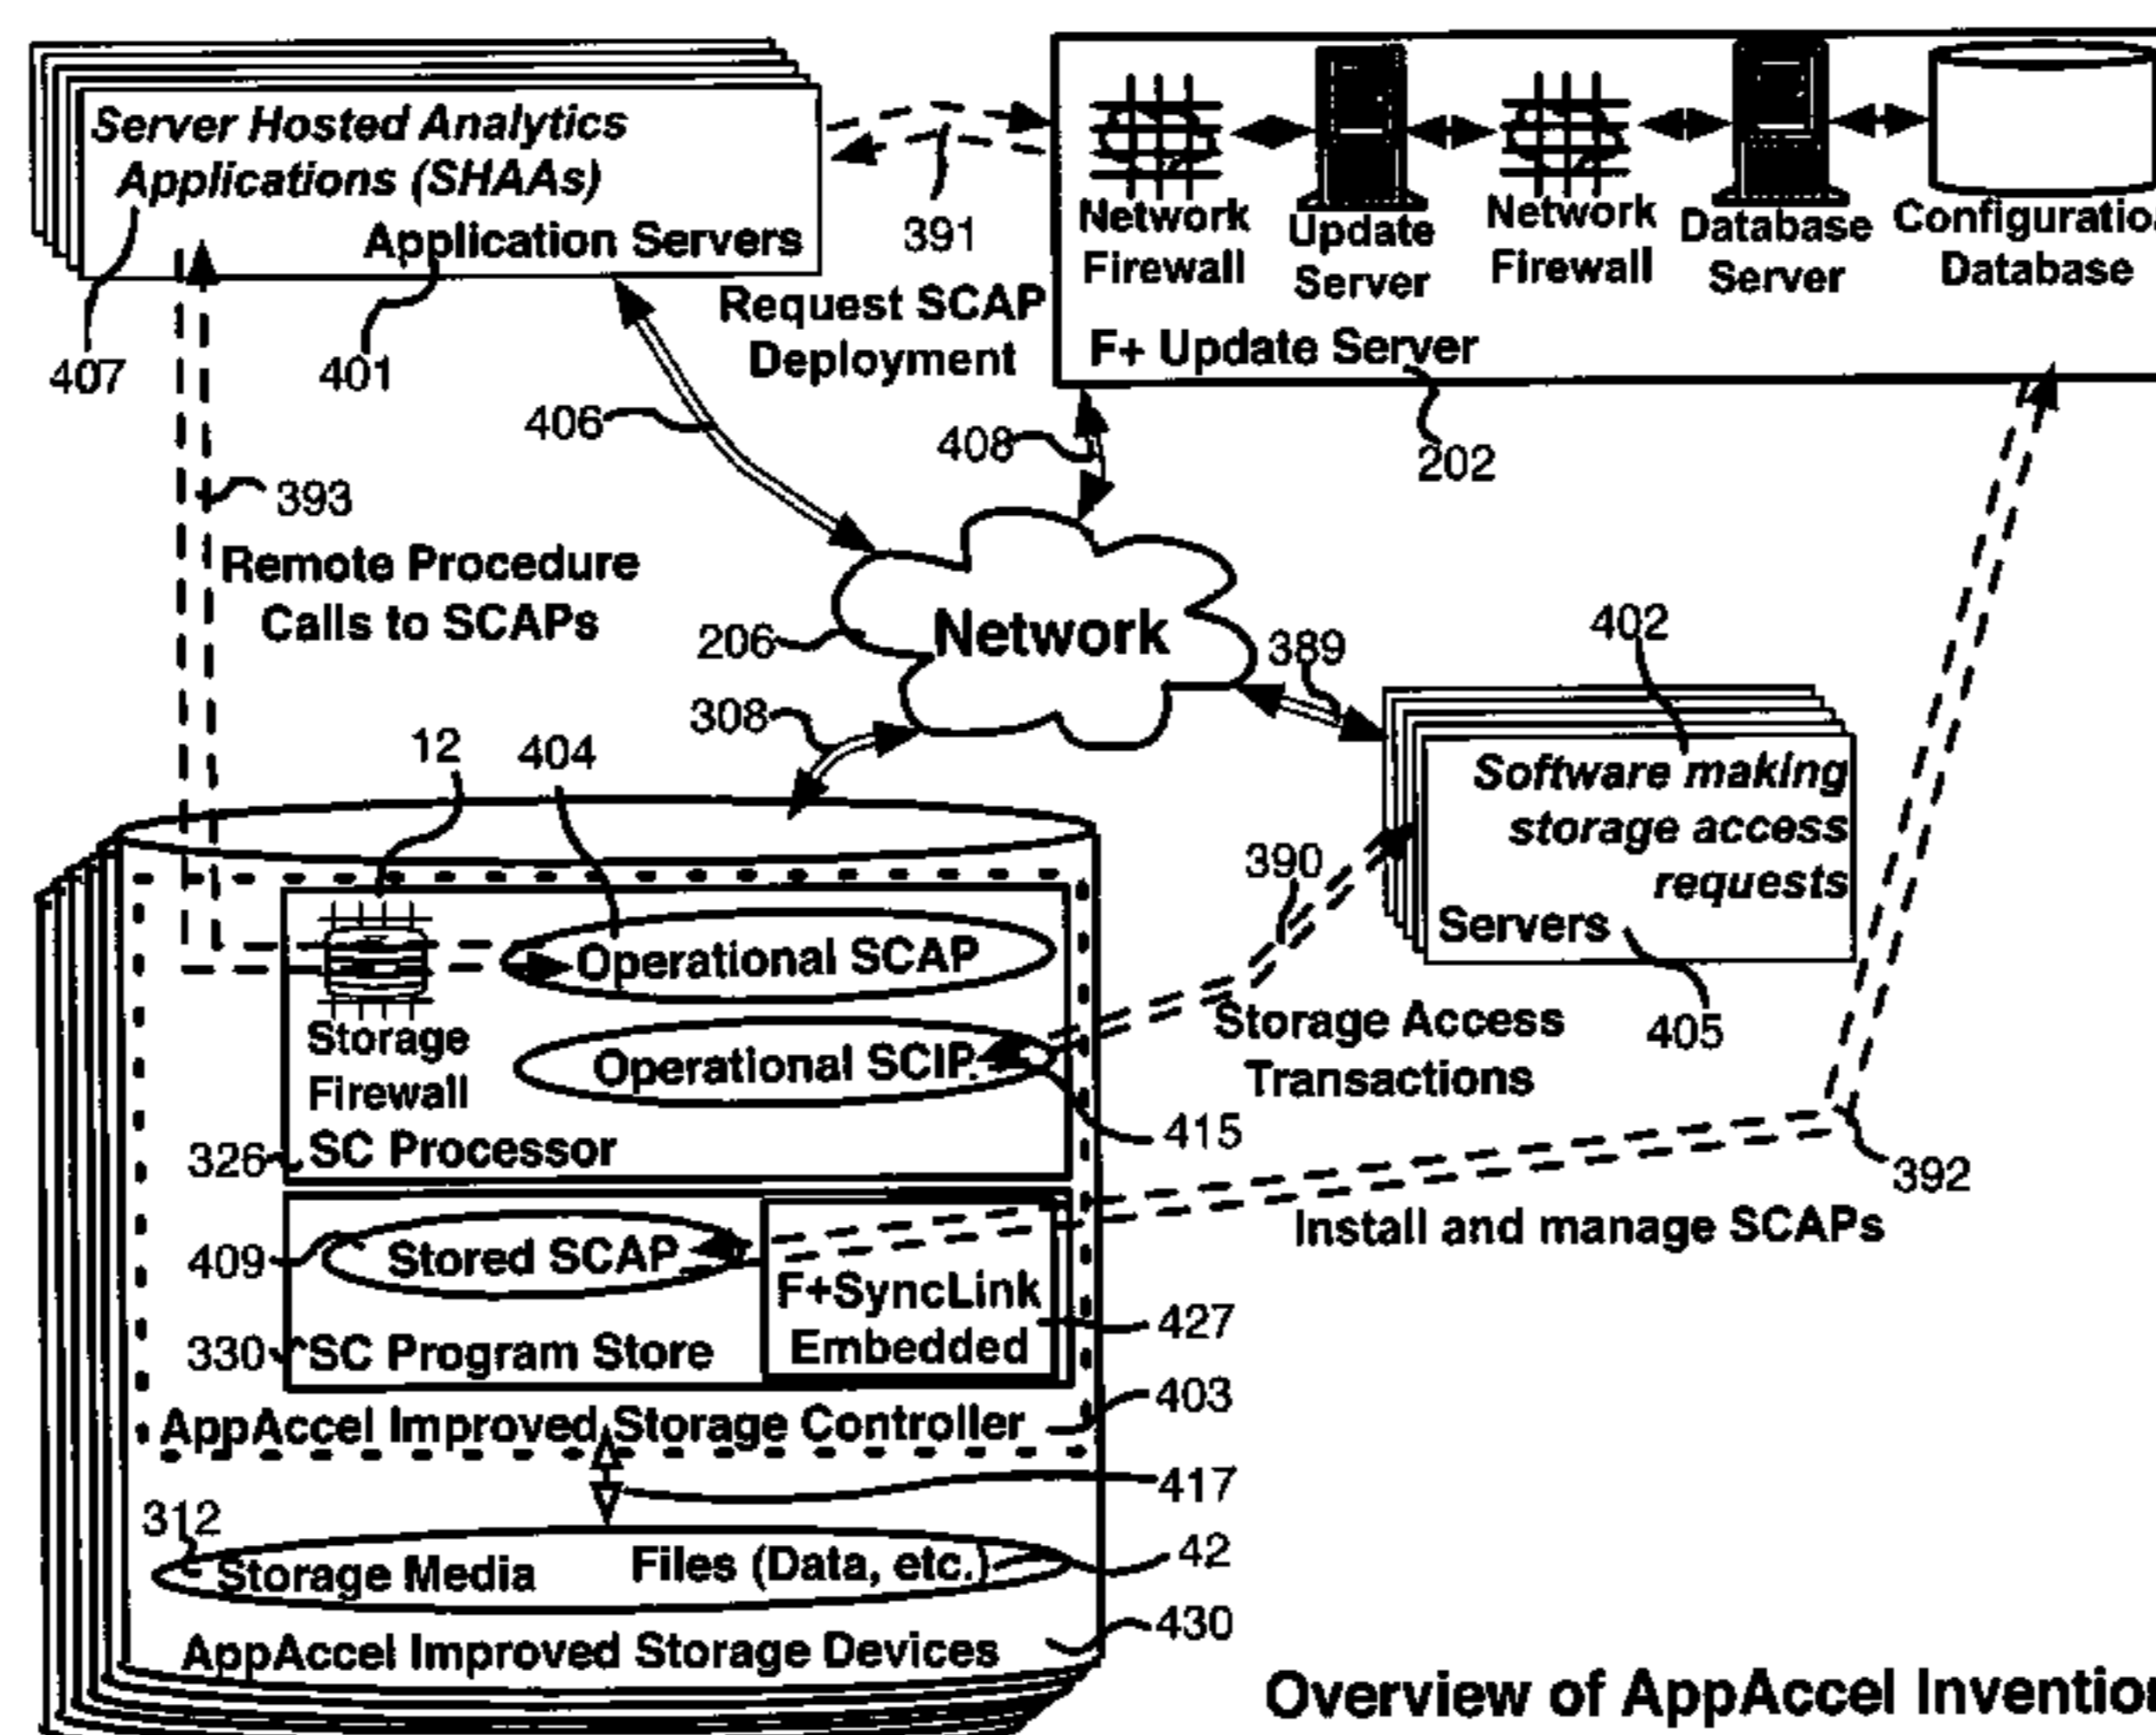 Server Hosted Analytics
Applications (SHAAs)
Application Servers
407
401
391
Request SCAP
Deployment
Network
Firewall
Update
Server
Network
Firewall
Database
Server
Configuratio
Database
F+ Update Server
202
406
408
393
Remote Procedure
Calls to SCAPs
206
Network
389
402
308
12
404
Software making
storage access
requests
Servers
405
390
Storage Access
Transactions
Operational SCAP
Storage
Firewall
Operational SCIP
415
326
SC Processor
392
Install and manage SCAPs
409
Stored SCAP
F+SyncLink
Embedded
427
330
SC Program Store
403
AppAccel Improved Storage Controller
417
312
Storage Media
Files (Data, etc.)
42
430
AppAccel Improved Storage Devices
Overview of AppAccel Invention